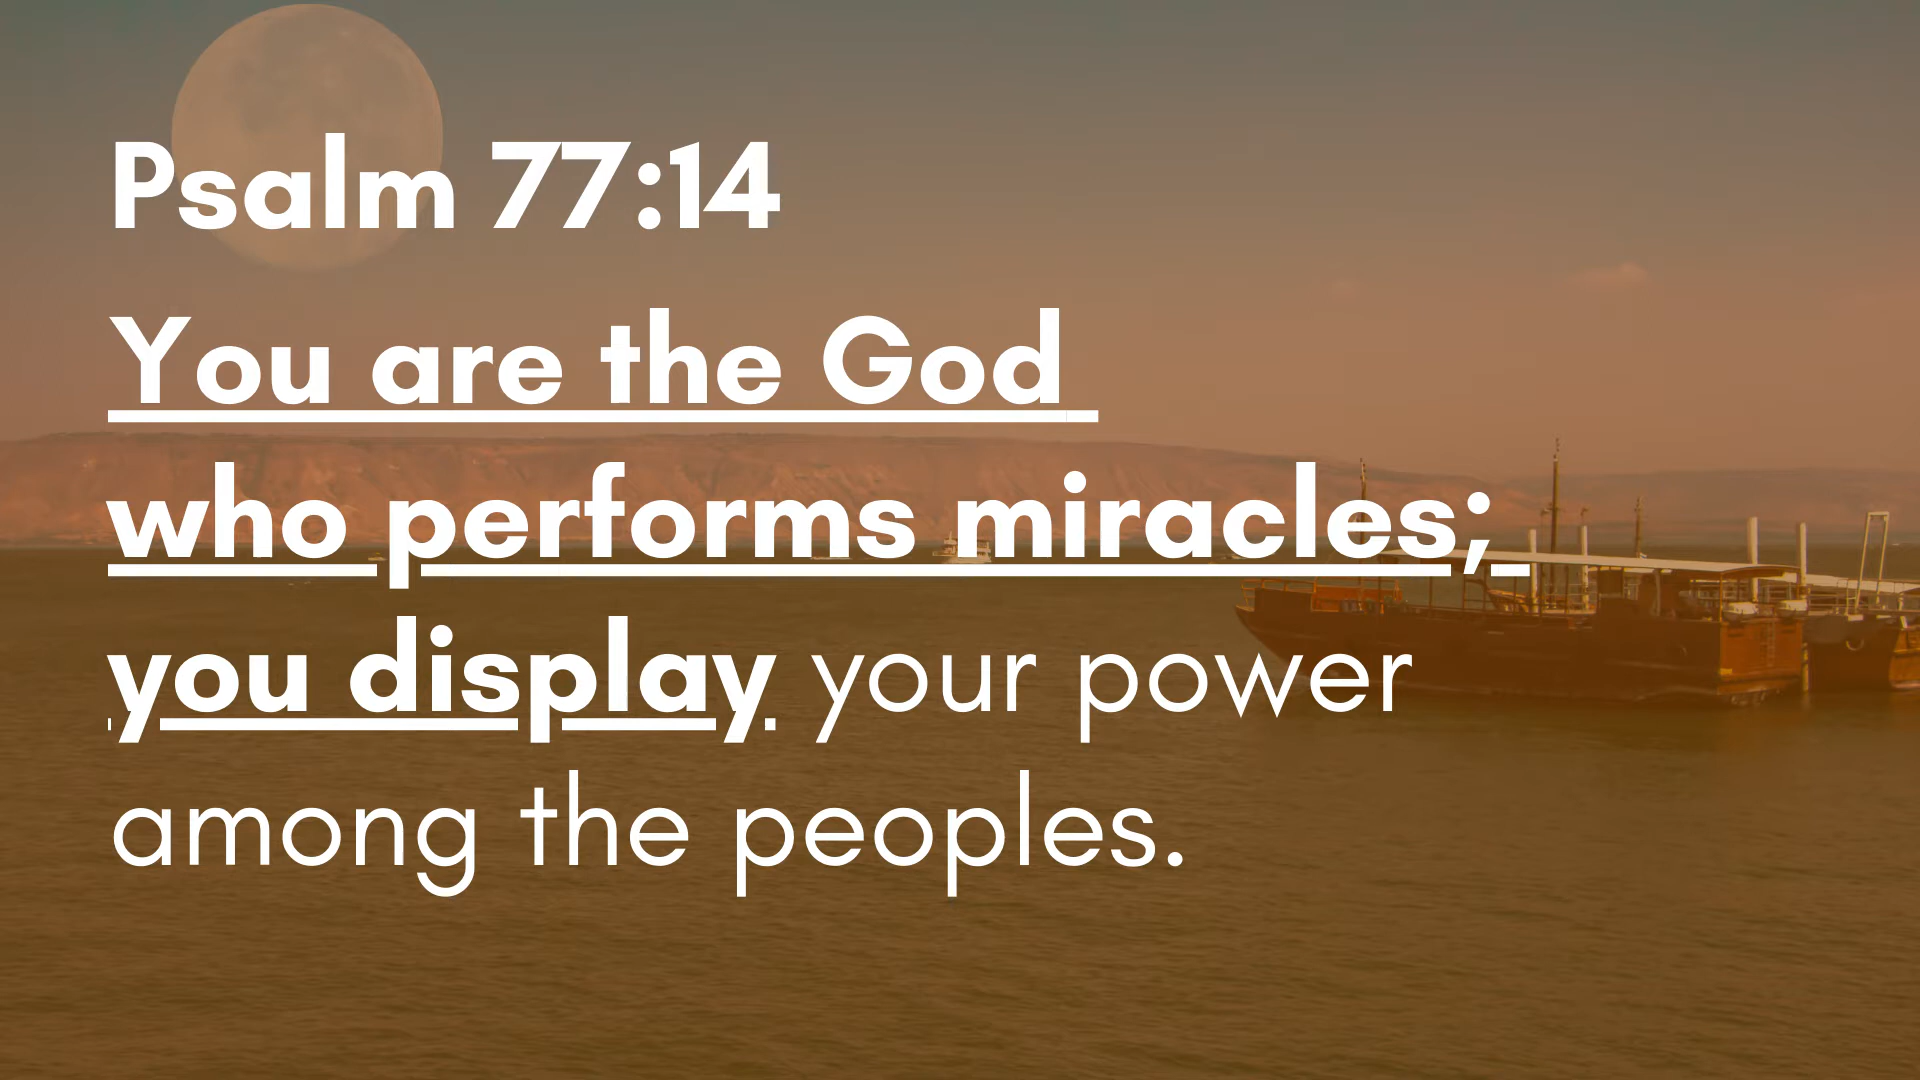 Psalm 77:14
You are the God
who performs miracles;
you display your power
among the peoples.